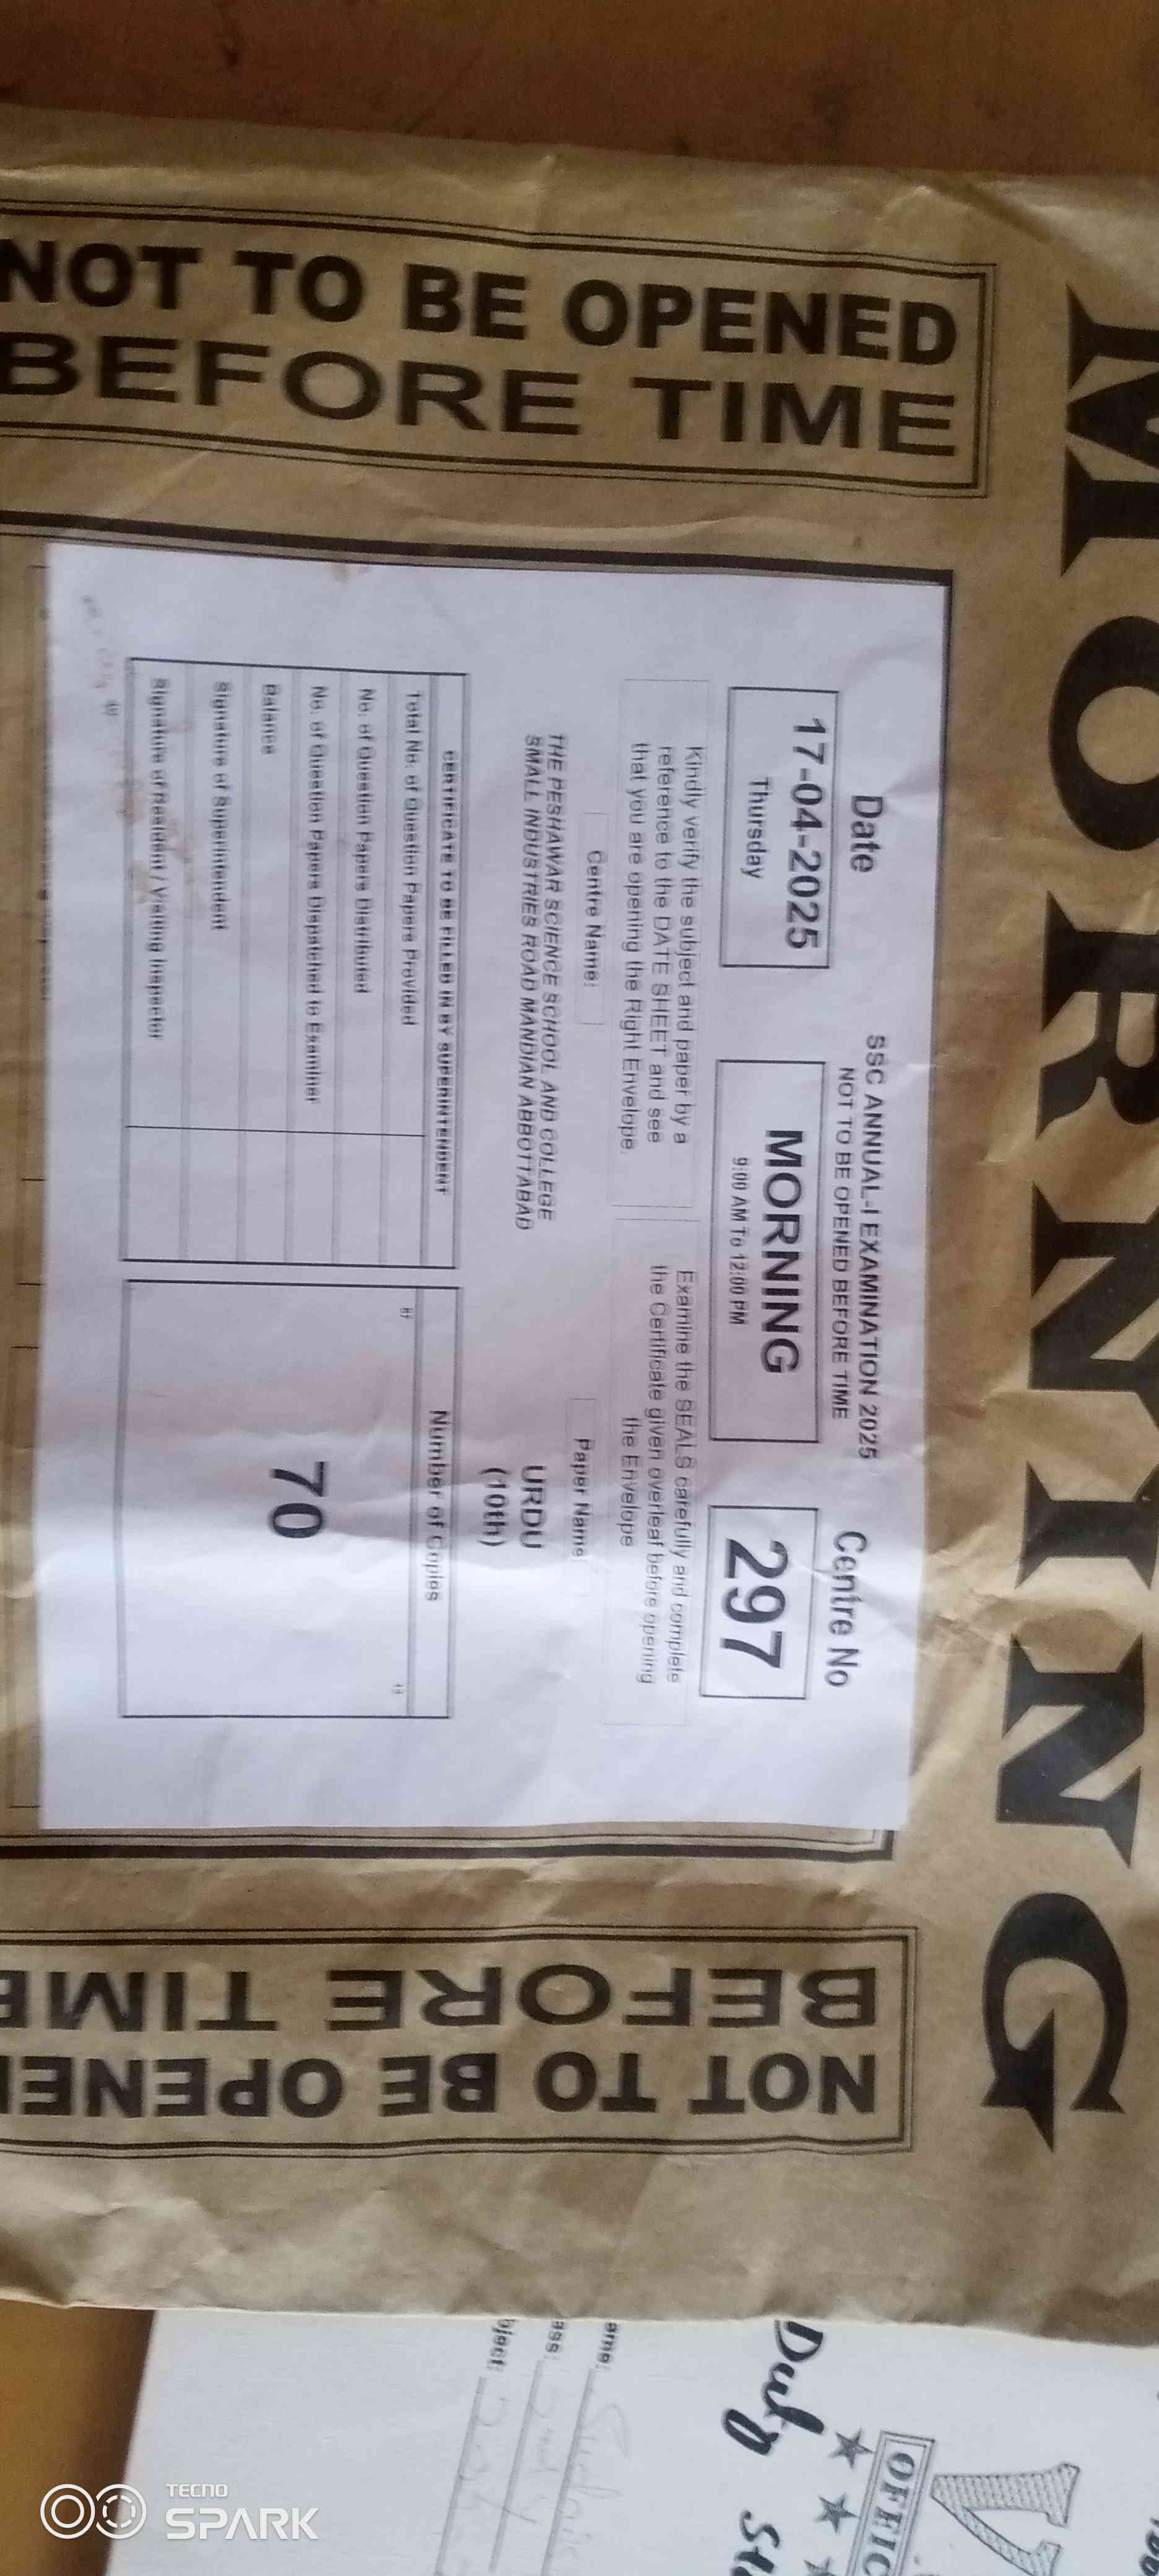 MORNING
NOT TO BE OPENED
BEFORE TIME
SSC ANNUAL-I EXAMINATION 2025
NOT TO BE OPENED BEFORE TIME
Date
17-04-2025
Thursday
MORNING
9:00 AM To 12:00 PM
Centre No
297
Kindly verify the subject and paper by a
reference to the DATE SHEET and see
that you are opening the Right Envelope.
Examine the SEALS carefully and complete
the Certificate given overleaf before opening
the Envelope
Centre Name:
THE PESHAWAR SCIENCE SCHOOL AND COLLEGE
SMALL INDUSTRIES ROAD MANDIAN ABBOTTABAD
Paper Name
URDU
(10th)
CERTIFICATE TO BE FILLED IN BY SUPERINTENDENT
Total No. of Question Papers Provided
No. of Question Papers Distributed
No. of Question Papers Dispatched to Examiner
Balance
Signature of Superintendent
Signature of Resident / Visiting Inspector
Number of Copies
70
NOT TO BE OPENE
BEFORE TIME
Duty
OFFIC
ame:
ass:
bject:
TECNO
SPARK